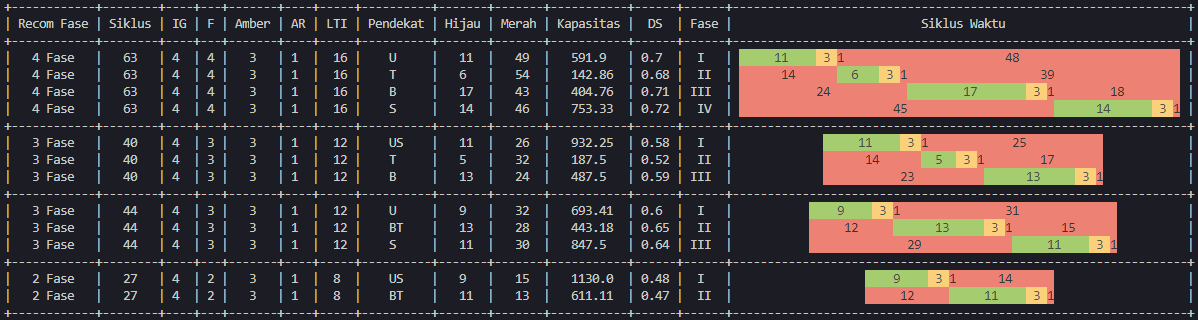 Recom Fase | Siklus | IG | F | Amber | AR | LTI | Pendekat | Hijau | Merah | Kapasitas | DS | Fase | Siklus Waktu
4 Fase | 63 | 4 | 4 | 3 | 1 | 16 | U | 11 | 49 | 591.9 | 0.7 | I | 11 3 1 48
4 Fase | 63 | 4 | 4 | 3 | 1 | 16 | T | 6 | 54 | 142.86 | 0.68 | II | 14 6 3 1 39
4 Fase | 63 | 4 | 4 | 3 | 1 | 16 | B | 17 | 43 | 404.76 | 0.71 | III | 24 17 3 1 18
4 Fase | 63 | 4 | 4 | 3 | 1 | 16 | S | 14 | 46 | 753.33 | 0.72 | IV | 45 14 3 1
3 Fase | 40 | 4 | 3 | 3 | 1 | 12 | US | 11 | 26 | 932.25 | 0.58 | I | 11 3 1 25
3 Fase | 40 | 4 | 3 | 3 | 1 | 12 | T | 5 | 32 | 187.5 | 0.52 | II | 14 5 3 1 17
3 Fase | 40 | 4 | 3 | 3 | 1 | 12 | B | 13 | 24 | 487.5 | 0.59 | III | 23 13 3 1
3 Fase | 44 | 4 | 3 | 3 | 1 | 12 | U | 9 | 32 | 693.41 | 0.6 | I | 9 3 1 31
3 Fase | 44 | 4 | 3 | 3 | 1 | 12 | BT | 13 | 28 | 443.18 | 0.65 | II | 12 13 3 1 15
3 Fase | 44 | 4 | 3 | 3 | 1 | 12 | S | 11 | 30 | 847.5 | 0.64 | III | 29 11 3 1
2 Fase | 27 | 4 | 2 | 3 | 1 | 8 | US | 9 | 15 | 1130.0 | 0.48 | I | 9 3 1 14
2 Fase | 27 | 4 | 2 | 3 | 1 | 8 | BT | 11 | 13 | 611.11 | 0.47 | II | 12 11 3 1